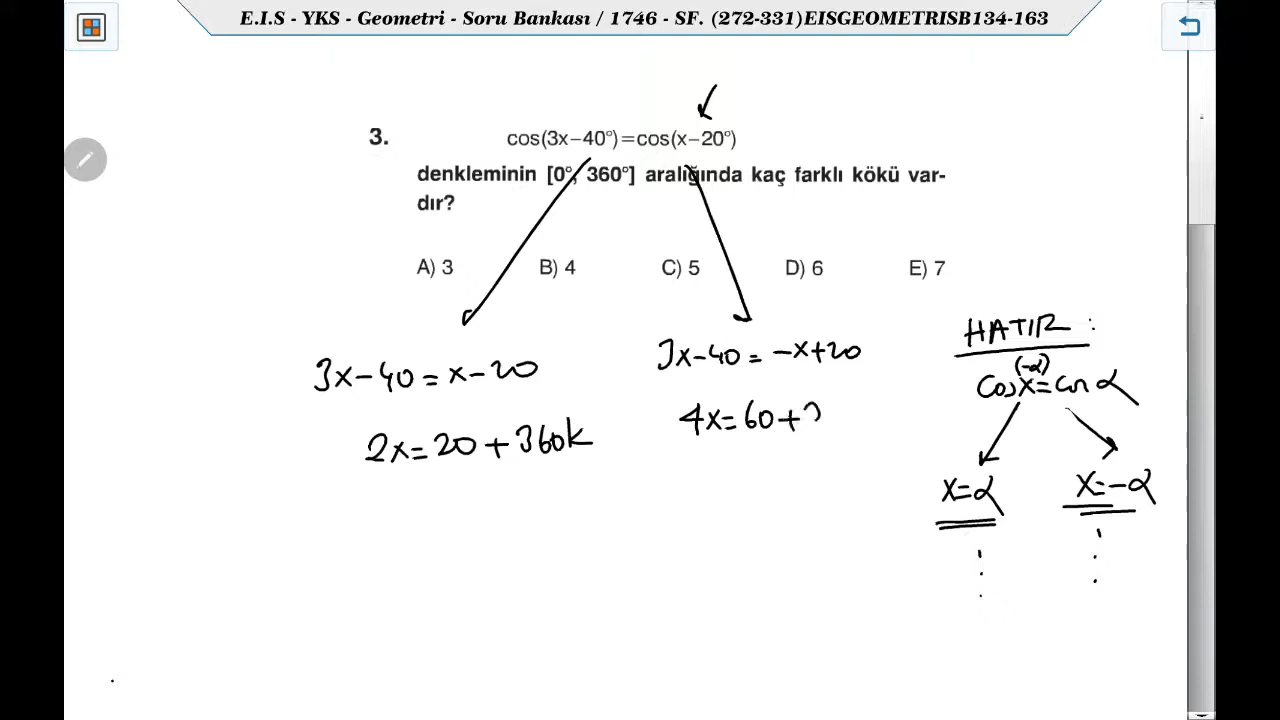 E.I.S - YKS - Geometri - Soru Bankası / 1746 - SF. (272-331)EISGEOMETRISB134-163
3. cos(3x−40°)=cos(x−20°)
denkleminin [0°, 360°] aralığında kaç farklı kökü var-
dır?
A) 3 B) 4 C) 5 D) 6 E) 7
3x−40=x−20
2x=20+360k
3x−40=−x+20
4x=60+3
HATIR :
(-α)
Cosx=cosα
x=α
x=−α